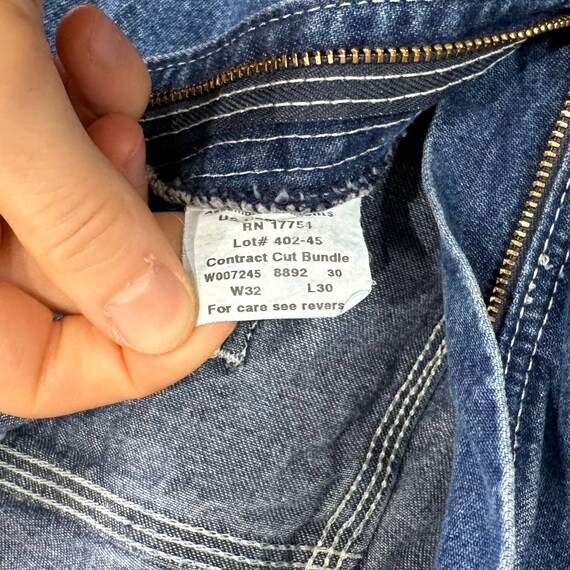 RN 17754
Lot# 402-45
Contract Cut Bundle
W007245 8892 30
W32 L30
For care see revers